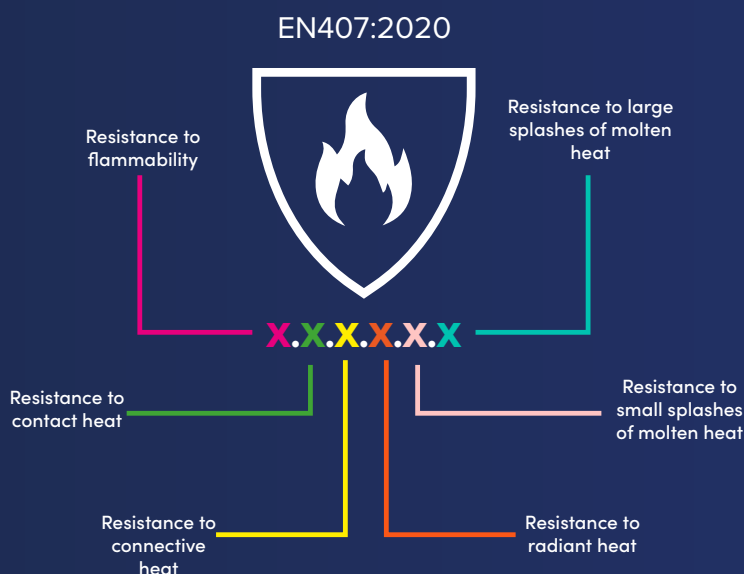 EN407:2020
Resistance to
flammability
Resistance to large
splashes of molten
heat
X.X.X.X.X.X
Resistance to
contact heat
Resistance to
small splashes
of molten heat
Resistance to
connective
heat
Resistance to
radiant heat